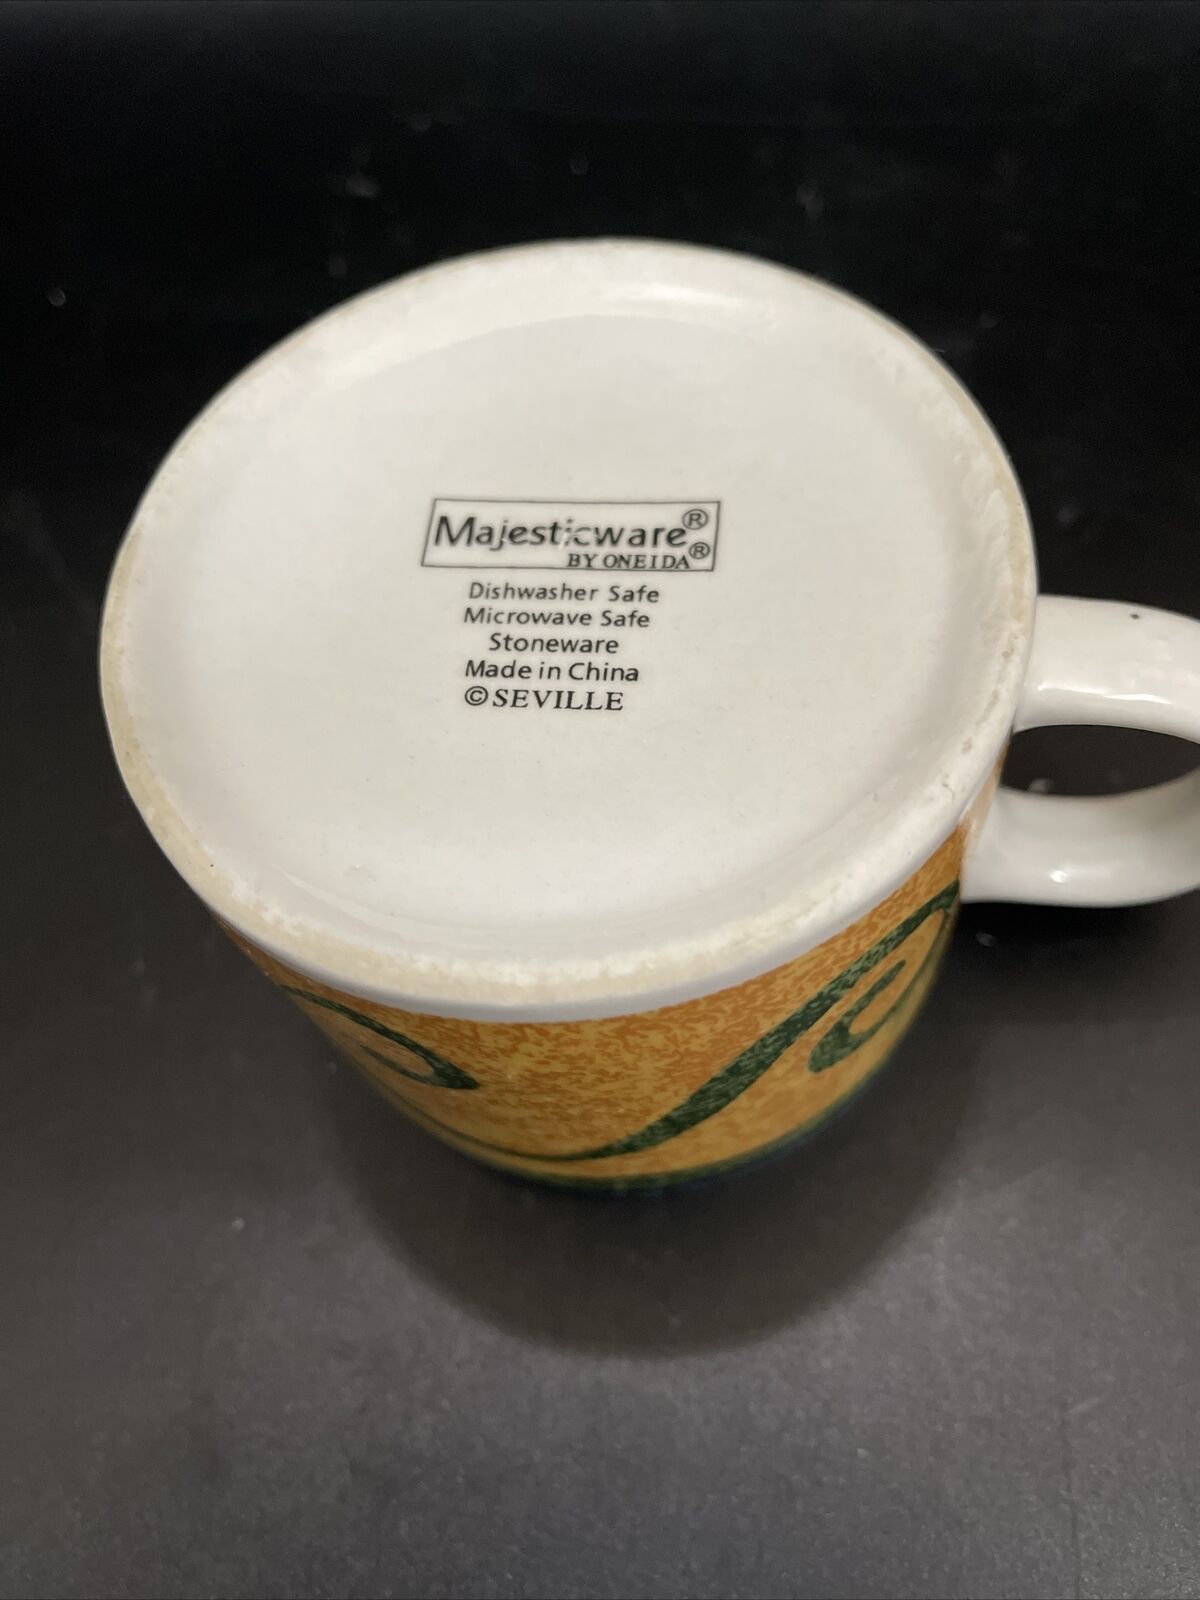 Majesticware®
BY ONEIDA®
Dishwasher Safe
Microwave Safe
Stoneware
Made in China
©SEVILLE